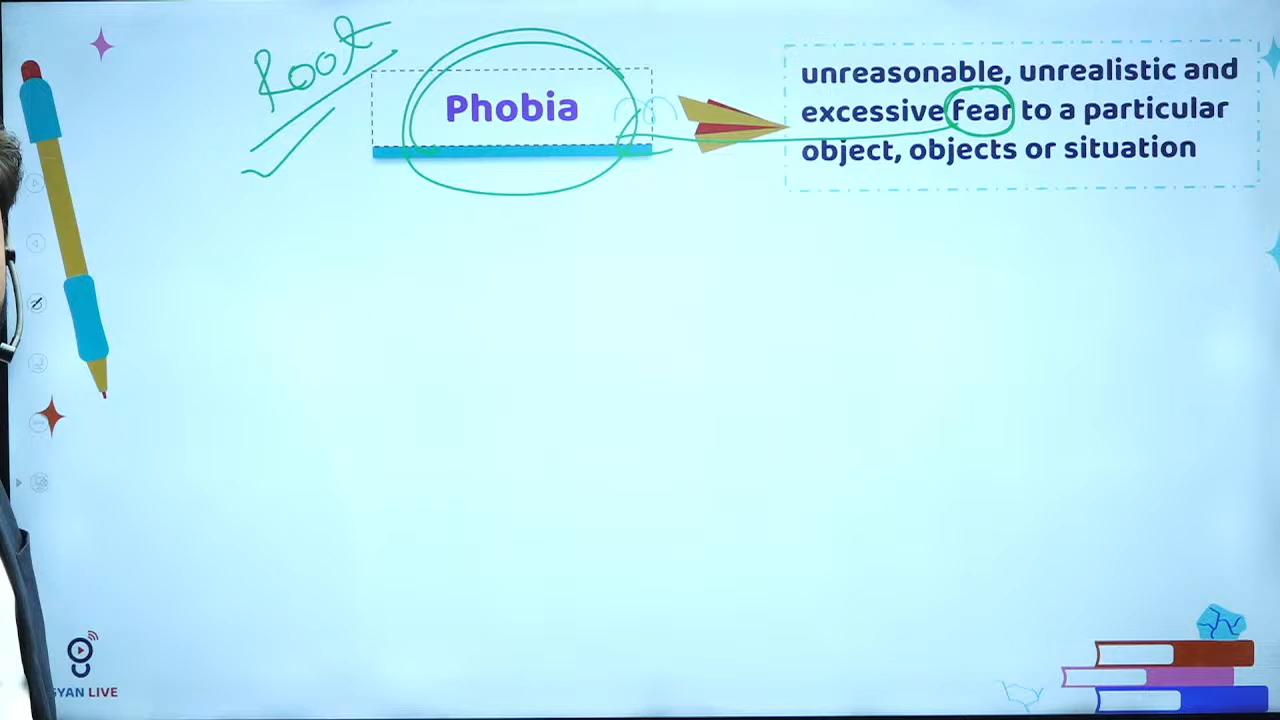 Root
Phobia
unreasonable, unrealistic and
excessive fear to a particular
object, objects or situation
GYAN LIVE